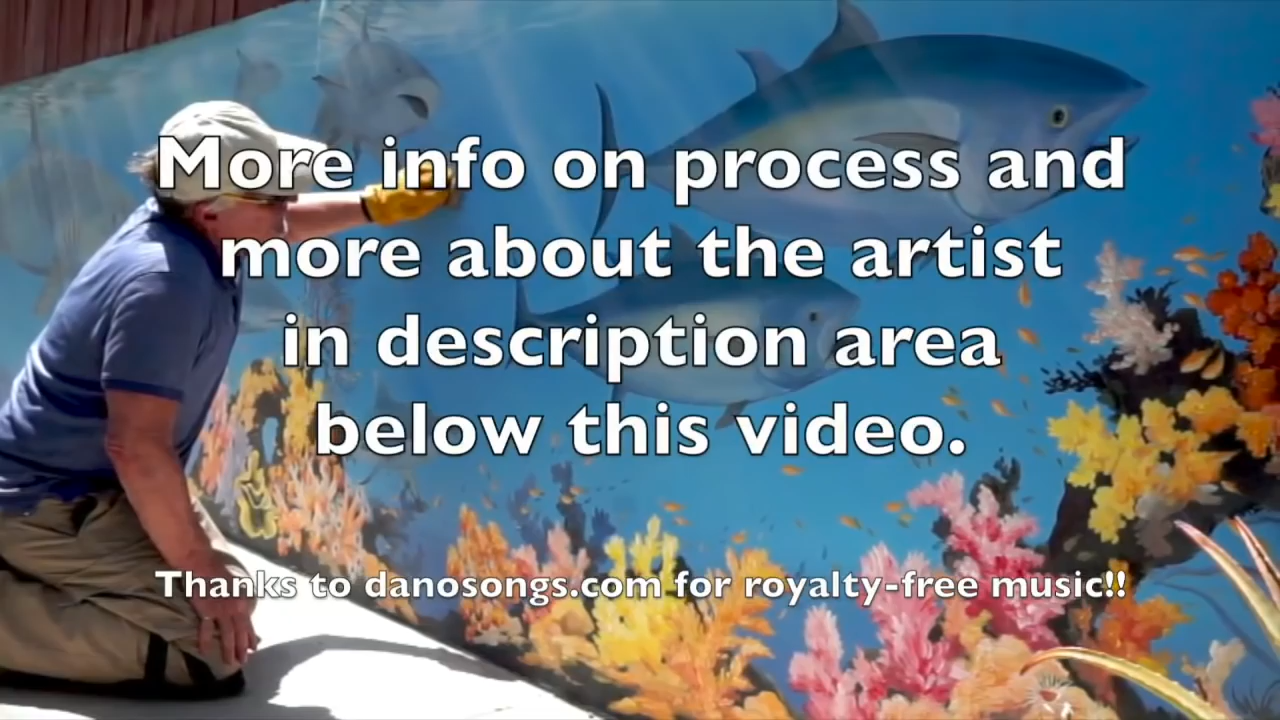 More info on process and
more about the artist
in description area
below this video.
Thanks to danosongs.com for royalty-free music!!